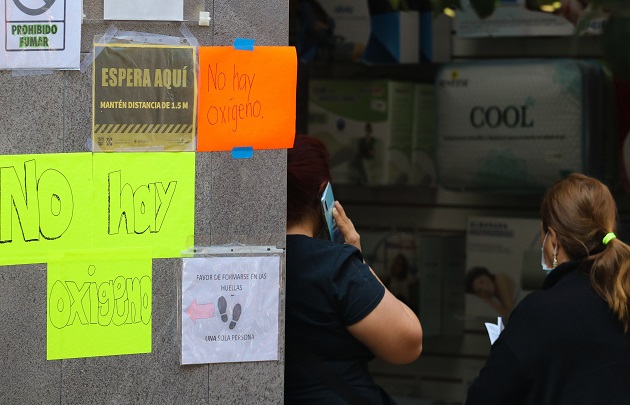 PROHIBIDO
FUMAR
ESPERA AQUÍ
MANTÉN DISTANCIA DE 1.5 M
No hay
oxígeno.
No hay
oxigeno
FAVOR DE FORMARSE EN LAS
HUELLAS
UNA SOLA PERSONA
COOL